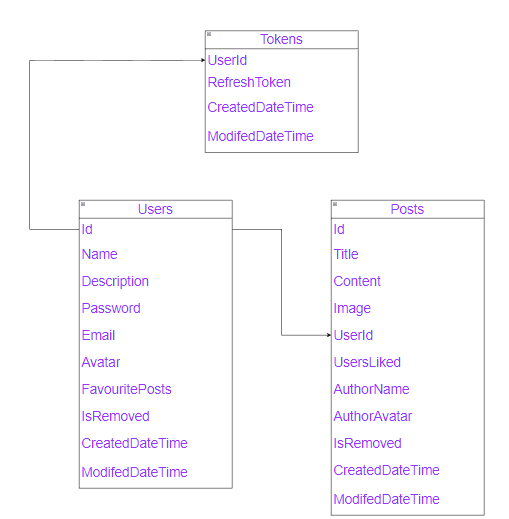 Tokens
UserId
RefreshToken
CreatedDateTime
ModifedDateTime
Users
Id
Name
Description
Password
Email
Avatar
FavouritePosts
IsRemoved
CreatedDateTime
ModifedDateTime
Posts
Id
Title
Content
Image
UserId
UsersLiked
AuthorName
AuthorAvatar
IsRemoved
CreatedDateTime
ModifedDateTime